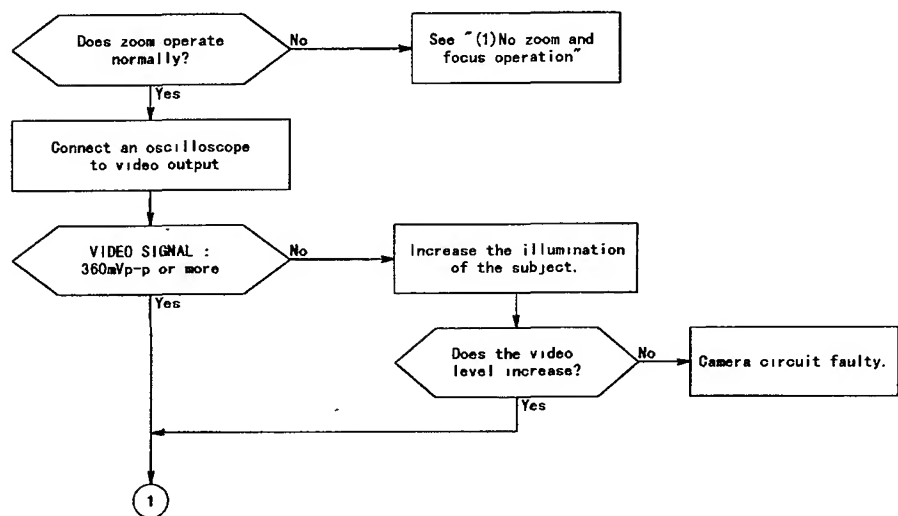 Does zoom operate
normally?
No
See "(1)No zoom and
focus operation"
Yes
Connect an oscilloscope
to video output
VIDEO SIGNAL :
360mVp-p or more
No
Increase the illumination
of the subject.
Yes
Does the video
level increase?
No
Camera circuit faulty.
Yes
1